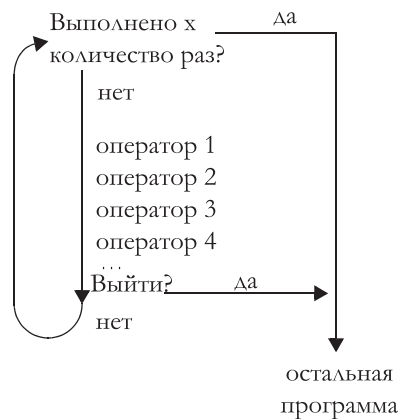 Выполнено х
да
количество раз?
нет
оператор 1
оператор 2
оператор 3
оператор 4
...
Выйти?
да
нет
остальная
программа